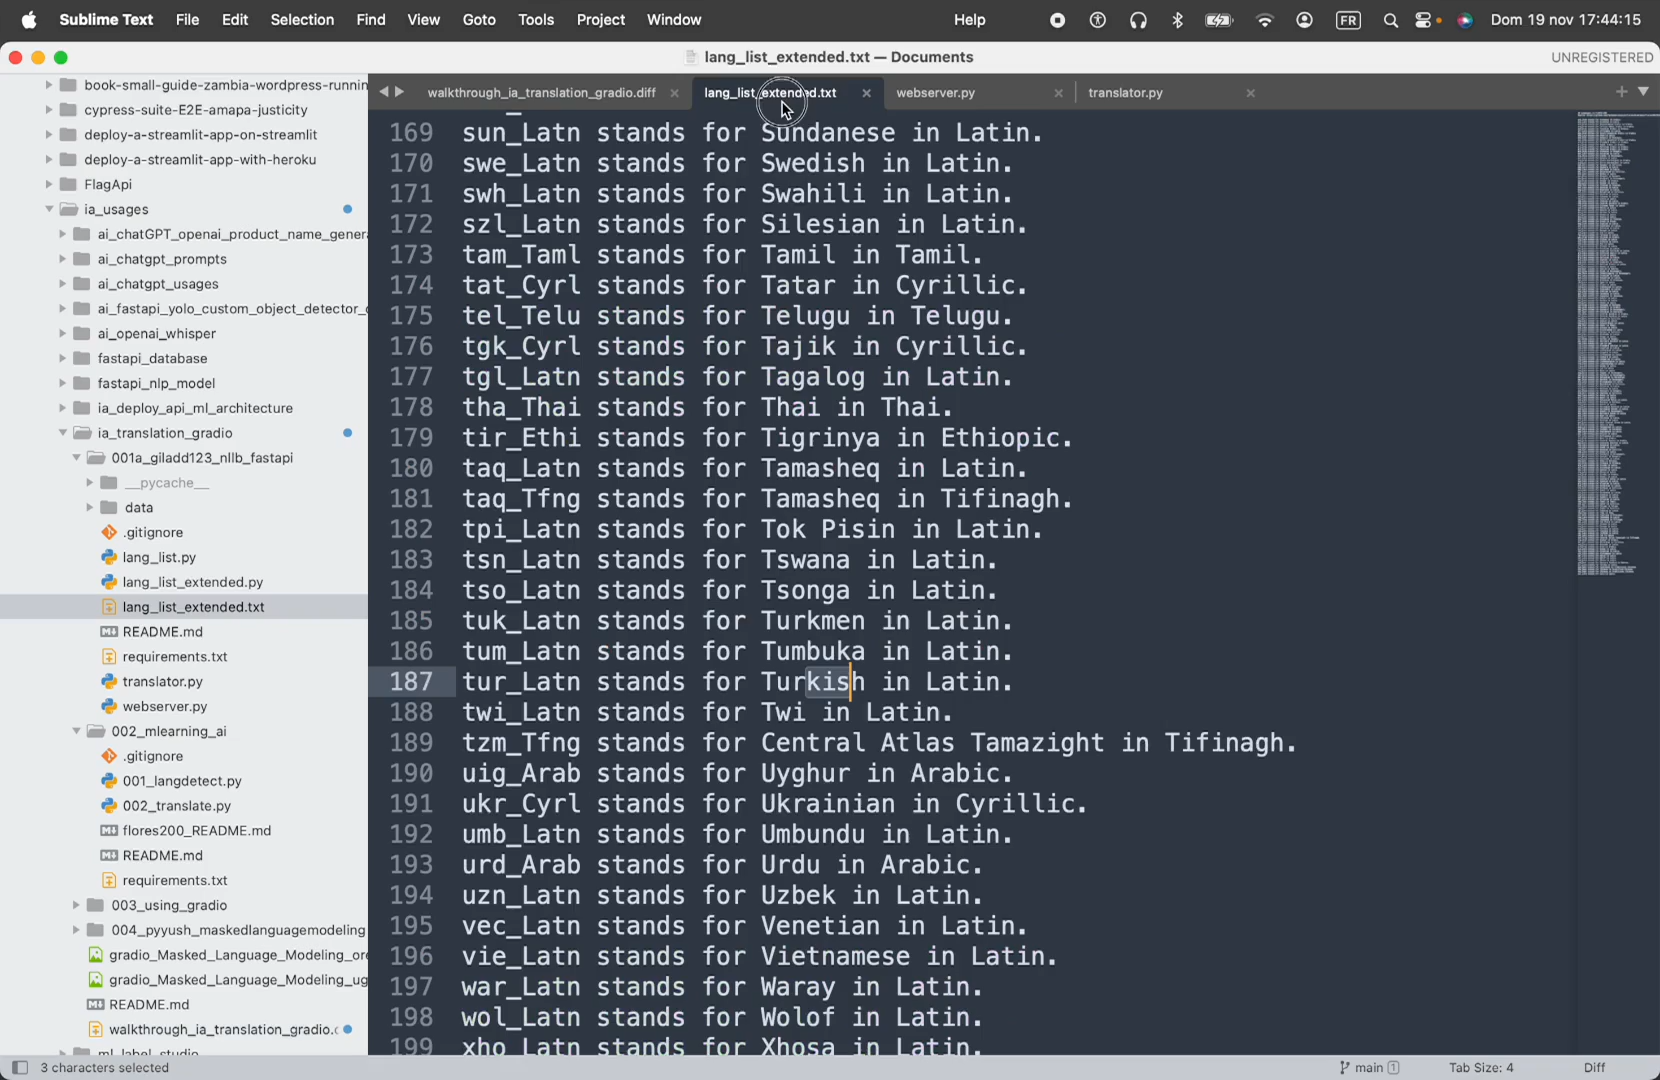 Sublime Text File Edit Selection Find View Goto Tools Project Window Help FR Dom 19 nov 17:44:15
lang_list_extended.txt — Documents UNREGISTERED
book-small-guide-zambia-wordpress-runnin
cypress-suite-E2E-amapa-justicity
deploy-a-streamlit-app-on-streamlit
deploy-a-streamlit-app-with-heroku
FlagApi
ia_usages
ai_chatGPT_openai_product_name_genera
ai_chatgpt_prompts
ai_chatgpt_usages
ai_fastapi_yolo_custom_object_detector_
ai_openai_whisper
fastapi_database
fastapi_nlp_model
ia_deploy_api_ml_architecture
ia_translation_gradio
001a_giladd123_nllb_fastapi
__pycache__
data
.gitignore
lang_list.py
lang_list_extended.py
lang_list_extended.txt
README.md
requirements.txt
translator.py
webserver.py
002_mlearning_ai
.gitignore
001_langdetect.py
002_translate.py
flores200_README.md
README.md
requirements.txt
003_using_gradio
004_pyyush_maskedlanguagemodeling
gradio_Masked_Language_Modeling_ore
gradio_Masked_Language_Modeling_ug
README.md
walkthrough_ia_translation_gradio.
ml_label_studio
walkthrough_ia_translation_gradio.diff lang_list_extended.txt webserver.py translator.py
169 sun_Latn stands for Sundanese in Latin.
170 swe_Latn stands for Swedish in Latin.
171 swh_Latn stands for Swahili in Latin.
172 szl_Latn stands for Silesian in Latin.
173 tam_Taml stands for Tamil in Tamil.
174 tat_Cyrl stands for Tatar in Cyrillic.
175 tel_Telu stands for Telugu in Telugu.
176 tgk_Cyrl stands for Tajik in Cyrillic.
177 tgl_Latn stands for Tagalog in Latin.
178 tha_Thai stands for Thai in Thai.
179 tir_Ethi stands for Tigrinya in Ethiopic.
180 taq_Latn stands for Tamasheq in Latin.
181 taq_Tfng stands for Tamasheq in Tifinagh.
182 tpi_Latn stands for Tok Pisin in Latin.
183 tsn_Latn stands for Tswana in Latin.
184 tso_Latn stands for Tsonga in Latin.
185 tuk_Latn stands for Turkmen in Latin.
186 tum_Latn stands for Tumbuka in Latin.
187 tur_Latn stands for Turkish in Latin.
188 twi_Latn stands for Twi in Latin.
189 tzm_Tfng stands for Central Atlas Tamazight in Tifinagh.
190 uig_Arab stands for Uyghur in Arabic.
191 ukr_Cyrl stands for Ukrainian in Cyrillic.
192 umb_Latn stands for Umbundu in Latin.
193 urd_Arab stands for Urdu in Arabic.
194 uzn_Latn stands for Uzbek in Latin.
195 vec_Latn stands for Venetian in Latin.
196 vie_Latn stands for Vietnamese in Latin.
197 war_Latn stands for Waray in Latin.
198 wol_Latn stands for Wolof in Latin.
199 xho_Latn stands for Xhosa in Latin.
3 characters selected main 1 Tab Size: 4 Diff